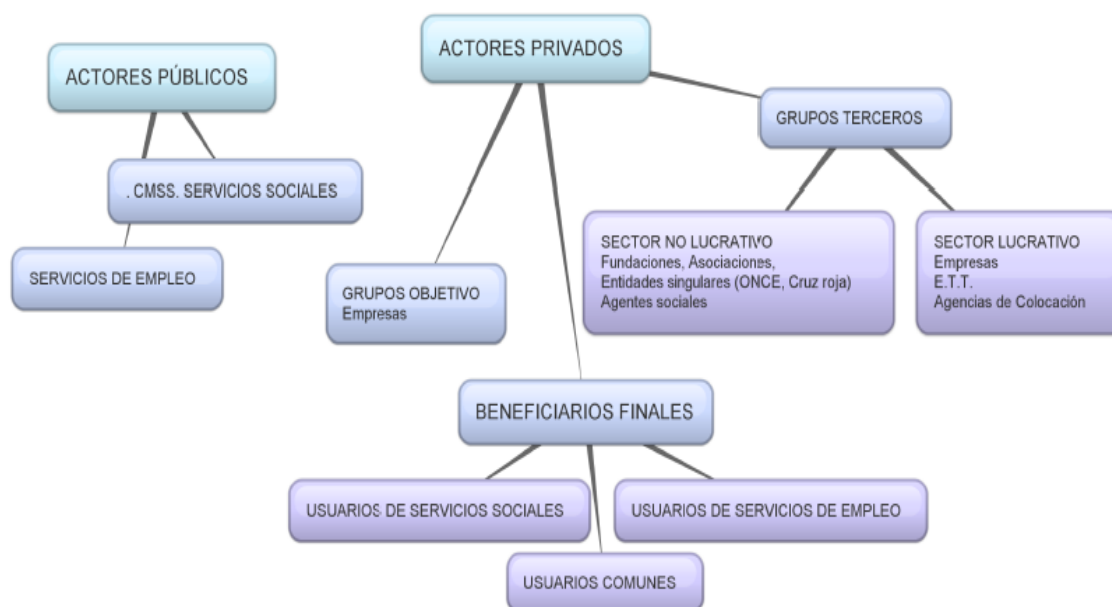 ACTORES PÚBLICOS
. CMSS. SERVICIOS SOCIALES
SERVICIOS DE EMPLEO
ACTORES PRIVADOS
GRUPOS TERCEROS
SECTOR NO LUCRATIVO
Fundaciones, Asociaciones,
Entidades singulares (ONCE, Cruz roja)
Agentes sociales
SECTOR LUCRATIVO
Empresas
E.T.T.
Agencias de Colocación
GRUPOS OBJETIVO
Empresas
BENEFICIARIOS FINALES
USUARIOS DE SERVICIOS SOCIALES
USUARIOS DE SERVICIOS DE EMPLEO
USUARIOS COMUNES